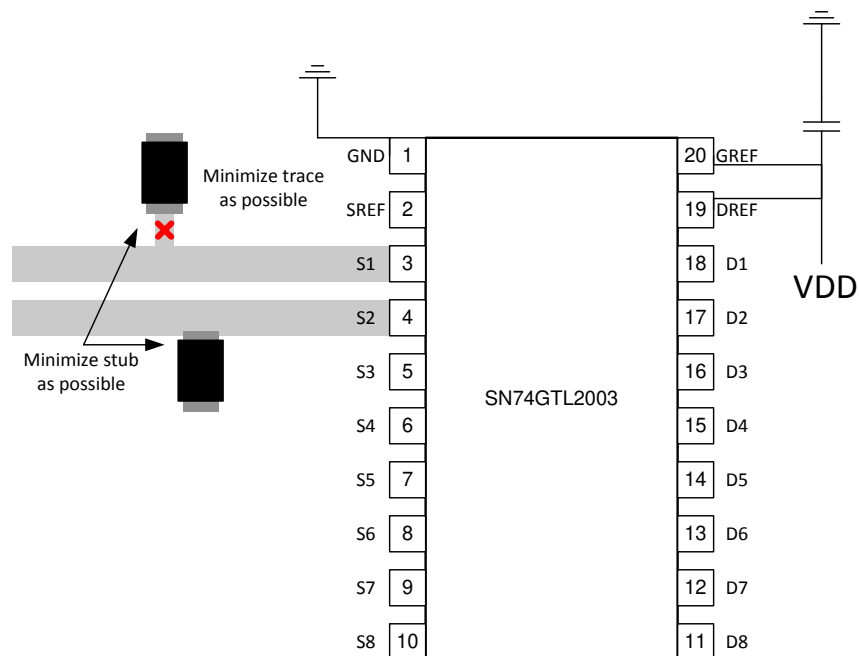 Minimize trace
as possible
Minimize stub
as possible
GND 1
SREF 2
S1 3
S2 4
S3 5
S4 6
S5 7
S6 8
S7 9
S8 10
SN74GTL2003
20 GREF
19 DREF
18 D1
17 D2
16 D3
15 D4
14 D5
13 D6
12 D7
11 D8
VDD